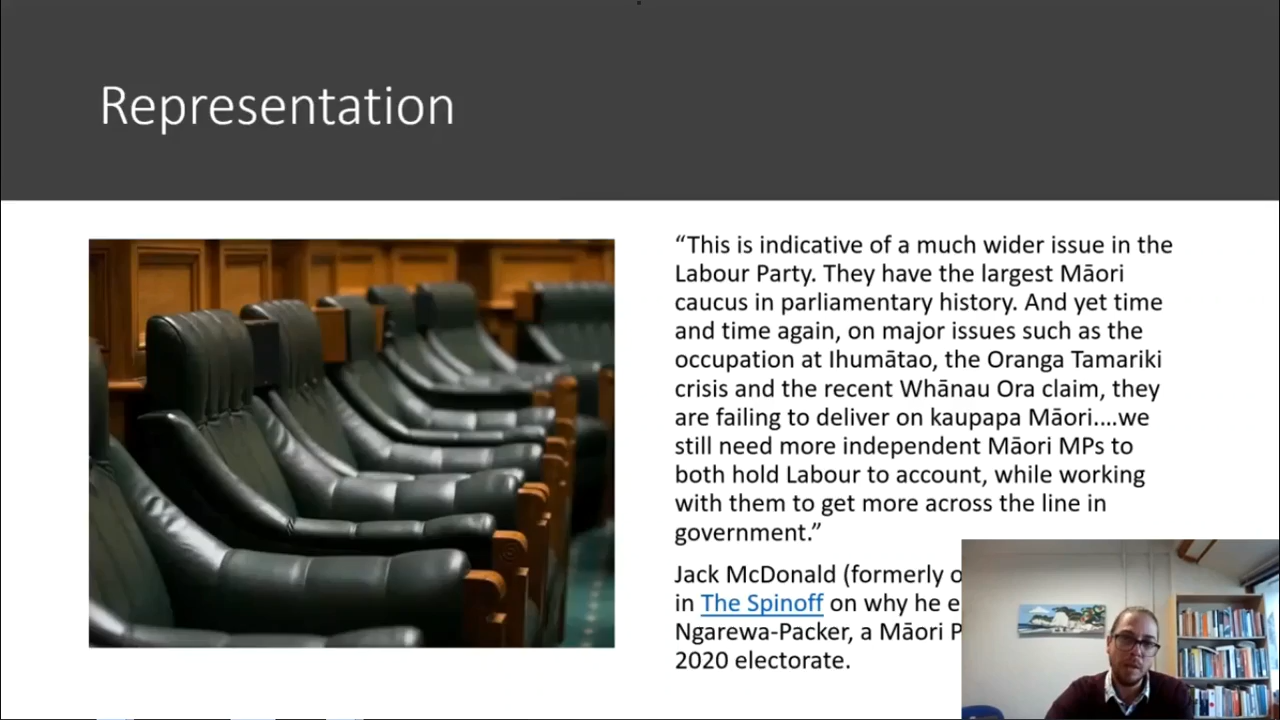 Representation
“This is indicative of a much wider issue in the
Labour Party. They have the largest Māori
caucus in parliamentary history. And yet time
and time again, on major issues such as the
occupation at Ihumātao, the Oranga Tamariki
crisis and the recent Whānau Ora claim, they
are failing to deliver on kaupapa Māori....we
still need more independent Māori MPs to
both hold Labour to account, while working
with them to get more across the line in
government.”
Jack McDonald (formerly
in The Spinoff on why he
Ngarewa-Packer, a Māori
2020 electorate.